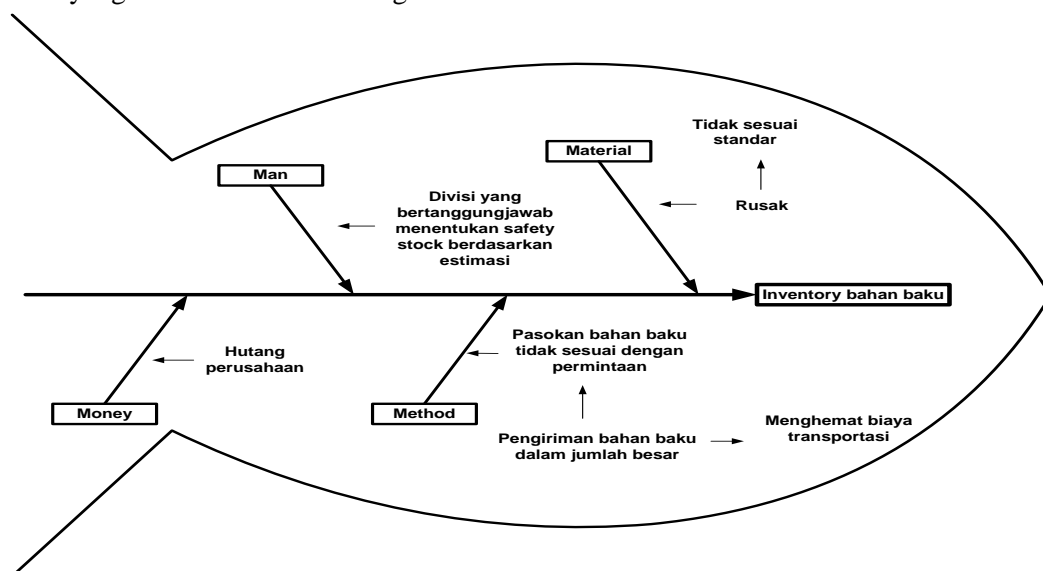 Tidak sesuai
standar
Material
Man
Rusak
Divisi yang
bertanggungjawab
menentukan safety
stock berdasarkan
estimasi
Inventory bahan baku
Pasokan bahan baku
tidak sesuai dengan
permintaan
Hutang
perusahaan
Money
Method
Menghemat biaya
transportasi
Pengiriman bahan baku
dalam jumlah besar